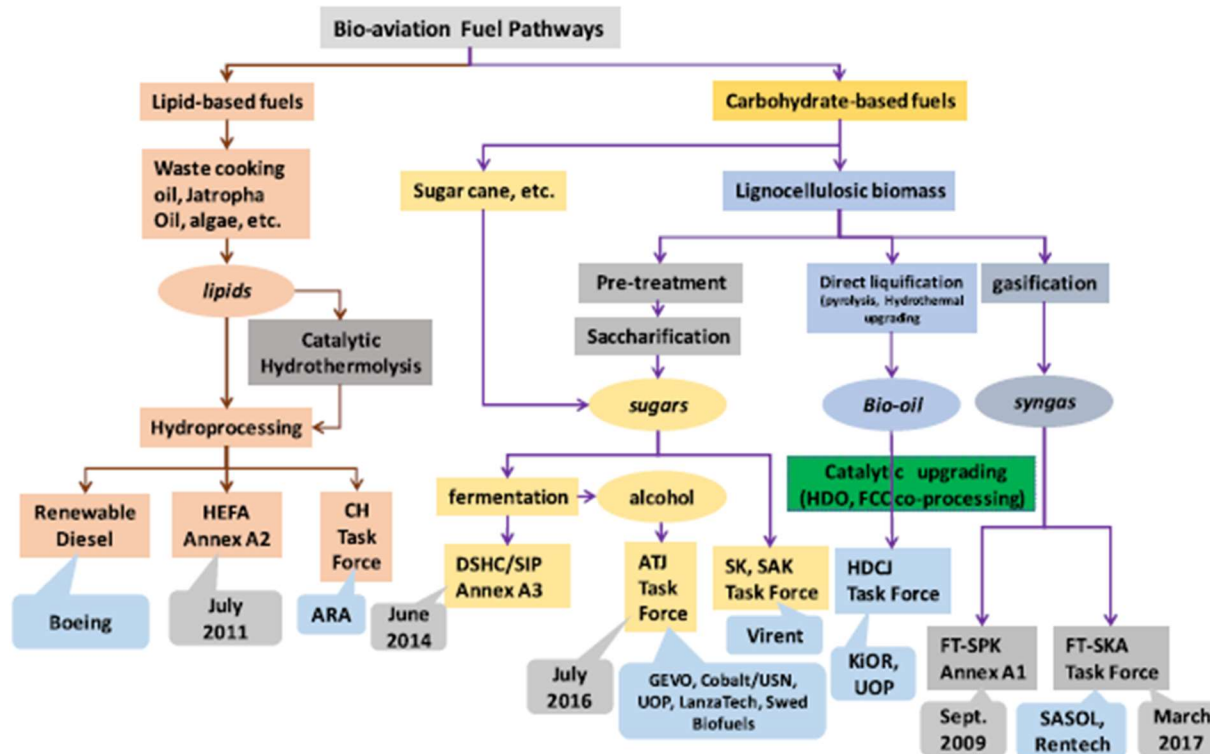 Bio-aviation Fuel Pathways
Lipid-based fuels
Carbohydrate-based fuels
Waste cooking
oil, Jatropha
Oil, algae, etc.
Sugar cane, etc.
Lignocellulosic biomass
lipids
Pre-treatment
Direct liquification
(pyrolysis, Hydrothermal
upgrading
gasification
Catalytic
Hydrothermolysis
Saccharification
sugars
Bio-oil
syngas
Hydroprocessing
Catalytic upgrading
(HDO, FCC co-processing)
fermentation
alcohol
Renewable
Diesel
HEFA
Annex A2
CH
Task
Force
DSHC/SIP
Annex A3
ATJ
Task
Force
SK, SAK
Task Force
HDCJ
Task Force
Boeing
July
2011
ARA
June
2014
Virent
KiOR,
UOP
FT-SPK
Annex A1
FT-SKA
Task Force
July
2016
GEVO, Cobalt/USN,
UOP, LanzaTech, Swed
Biofuels
Sept.
2009
SASOL,
Rentech
March
2017